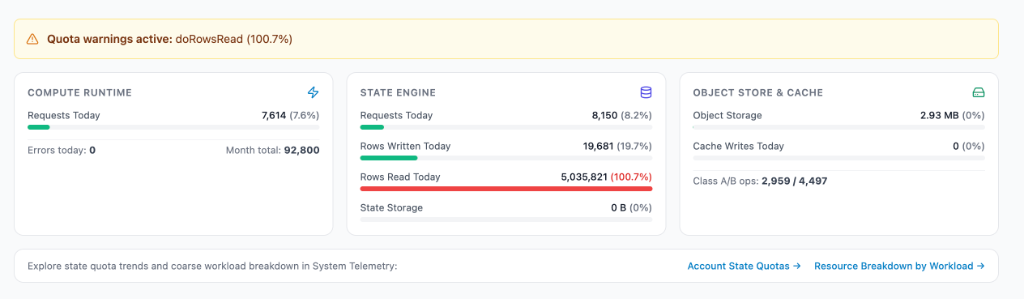 Quota warnings active: doRowsRead (100.7%)
COMPUTE RUNTIME
Requests Today 7,614 (7.6%)
Errors today: 0 Month total: 92,800
STATE ENGINE
Requests Today 8,150 (8.2%)
Rows Written Today 19,681 (19.7%)
Rows Read Today 5,035,821 (100.7%)
State Storage 0 B (0%)
OBJECT STORE & CACHE
Object Storage 2.93 MB (0%)
Cache Writes Today 0 (0%)
Class A/B ops: 2,959 / 4,497
Explore state quota trends and coarse workload breakdown in System Telemetry: Account State Quotas → Resource Breakdown by Workload →